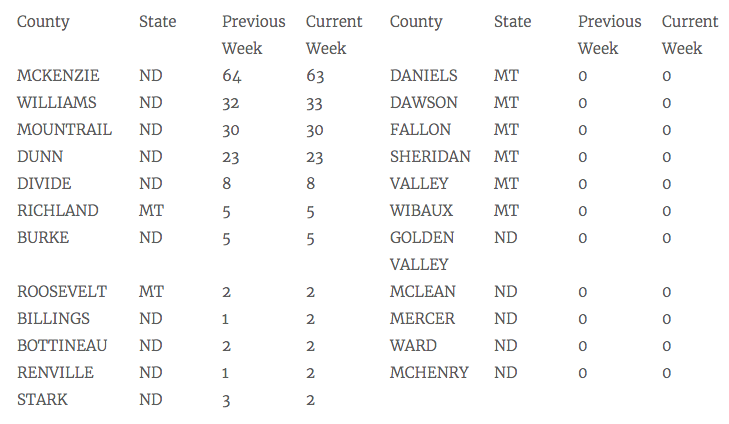 County State Previous Current County State Previous Current
Week Week Week Week
MCKENZIE ND 64 63 DANIELS MT 0 0
WILLIAMS ND 32 33 DAWSON MT 0 0
MOUNTRAIL ND 30 30 FALLON MT 0 0
DUNN ND 23 23 SHERIDAN MT 0 0
DIVIDE ND 8 8 VALLEY MT 0 0
RICHLAND MT 5 5 WIBAUX MT 0 0
BURKE ND 5 5 GOLDEN ND 0 0
VALLEY
ROOSEVELT MT 2 2 MCLEAN ND 0 0
BILLINGS ND 1 2 MERCER ND 0 0
BOTTINEAU ND 2 2 WARD ND 0 0
RENVILLE ND 1 2 MCHENRY ND 0 0
STARK ND 3 2